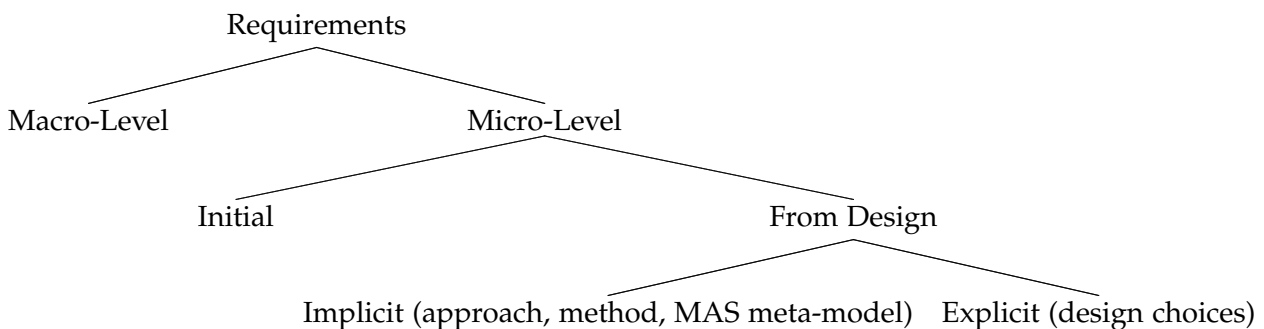 Requirements
Macro-Level Micro-Level
Initial From Design
Implicit (approach, method, MAS meta-model) Explicit (design choices)